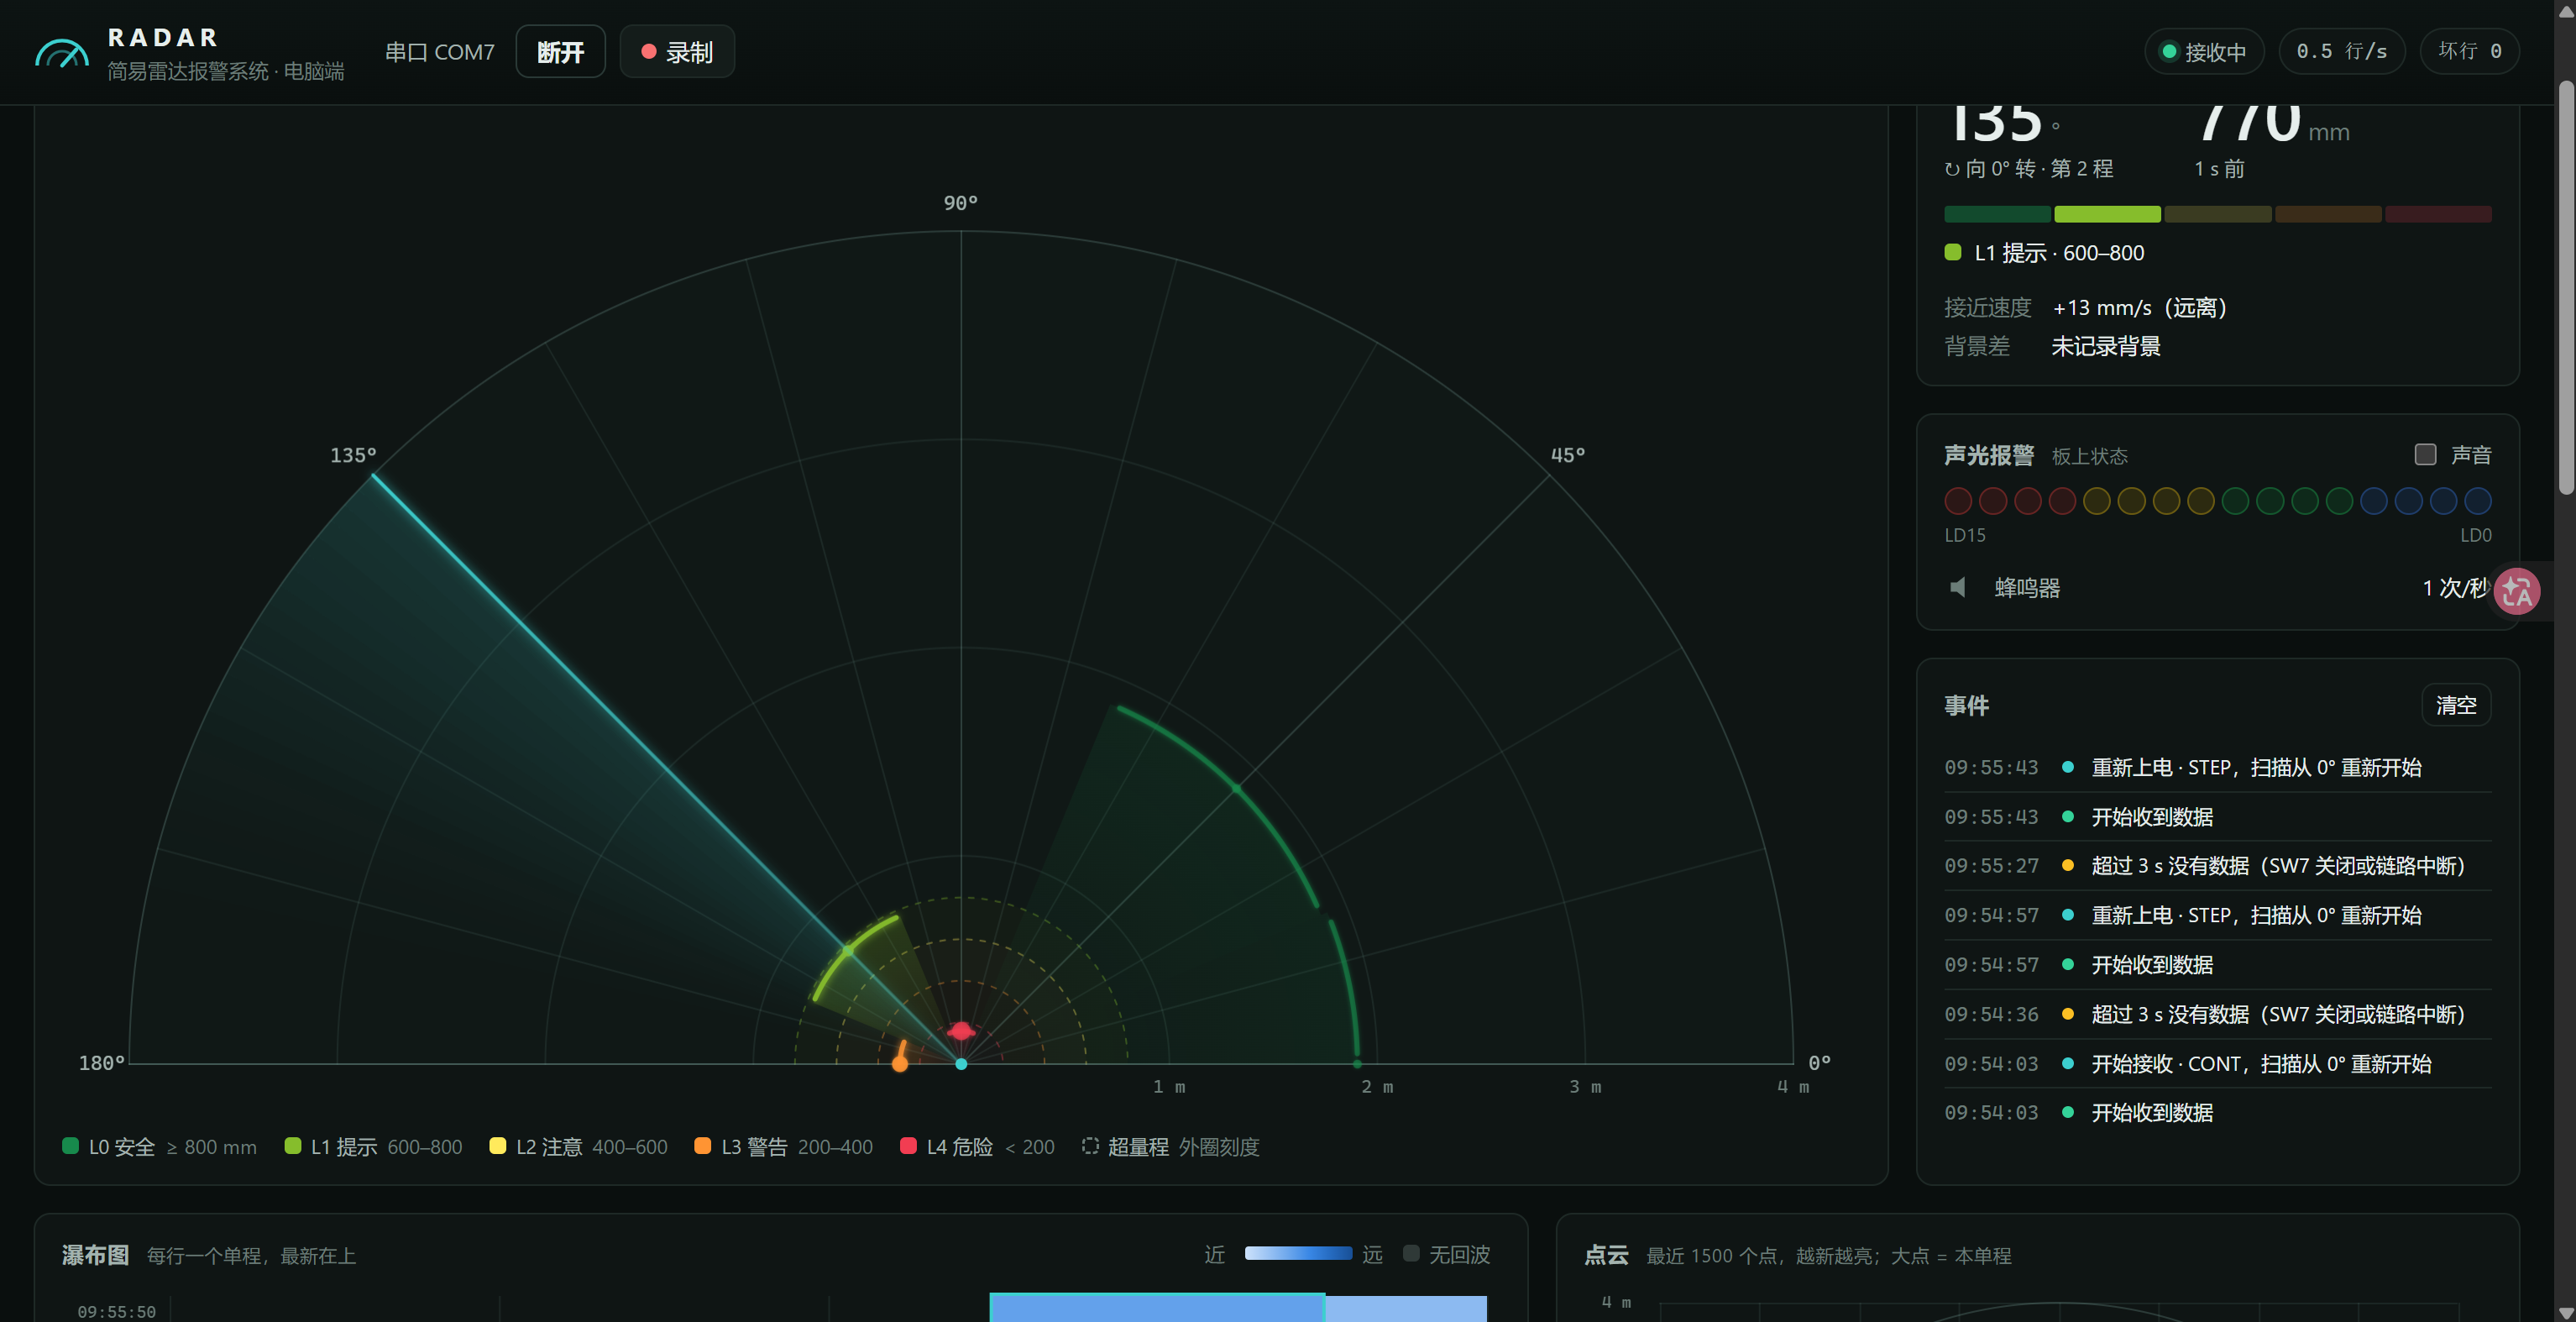 RADAR
简易雷达报警系统 · 电脑端
串口 COM7
断开
录制
接收中
0.5 行/s
坏行 0
135°
770 mm
↻ 向 0° 转 · 第 2 程
1 s 前
L1 提示 · 600–800
接近速度 +13 mm/s（远离）
背景差 未记录背景
90°
135°
45°
180°
0°
1 m
2 m
3 m
4 m
L0 安全 ≥ 800 mm
L1 提示 600–800
L2 注意 400–600
L3 警告 200–400
L4 危险 < 200
超量程 外圈刻度
声光报警 板上状态
声音
LD15
LD0
蜂鸣器
1 次/秒
事件
清空
09:55:43 重新上电 · STEP，扫描从 0° 重新开始
09:55:43 开始收到数据
09:55:27 超过 3 s 没有数据（SW7 关闭或链路中断）
09:54:57 重新上电 · STEP，扫描从 0° 重新开始
09:54:57 开始收到数据
09:54:36 超过 3 s 没有数据（SW7 关闭或链路中断）
09:54:03 开始接收 · CONT，扫描从 0° 重新开始
09:54:03 开始收到数据
瀑布图 每行一个单程，最新在上
近
远
无回波
09:55:50
点云 最近 1500 个点，越新越亮；大点 = 本单程
4 m